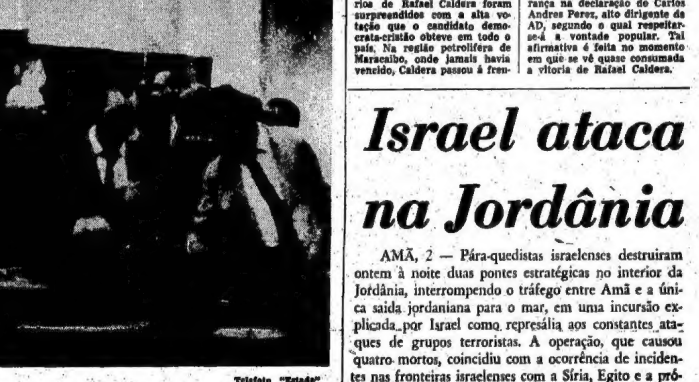 rios de Rafael Caldera foram
surpreendidos com a alta vo-
tação que o candidato demo-
crata-cristão obteve em todo o
país. Na região petrolífera de
Maracaibo, onde jamais havia
vencido, Caldera passou á fren-
rança na declaração de Carlos
Andres Perez, alto dirigente de
AD, segundo o qual respeitar-
se-á a vontade popular. Tal
afirmativa é feita no momento
em que se vê quase consumada
a vitoria de Rafael Caldera.
Israel ataca
na Jordânia
AMÃ, 2 — Pára-quedistas israelenses destruiram
ontem à noite duas pontes estratégicas no interior da
Jordânia, interrompendo o tráfego entre Amã e a úni-
ca saida jordaniana para o mar, em uma incursão ex-
plicada por Israel como represália aos constantes ata-
ques de grupos terroristas. A operação, que causou
quatro mortos, coincidiu com a ocorrência de inciden-
tes nas fronteiras israelenses com a Síria, Egito e a pró-
Telefoto "Estado"